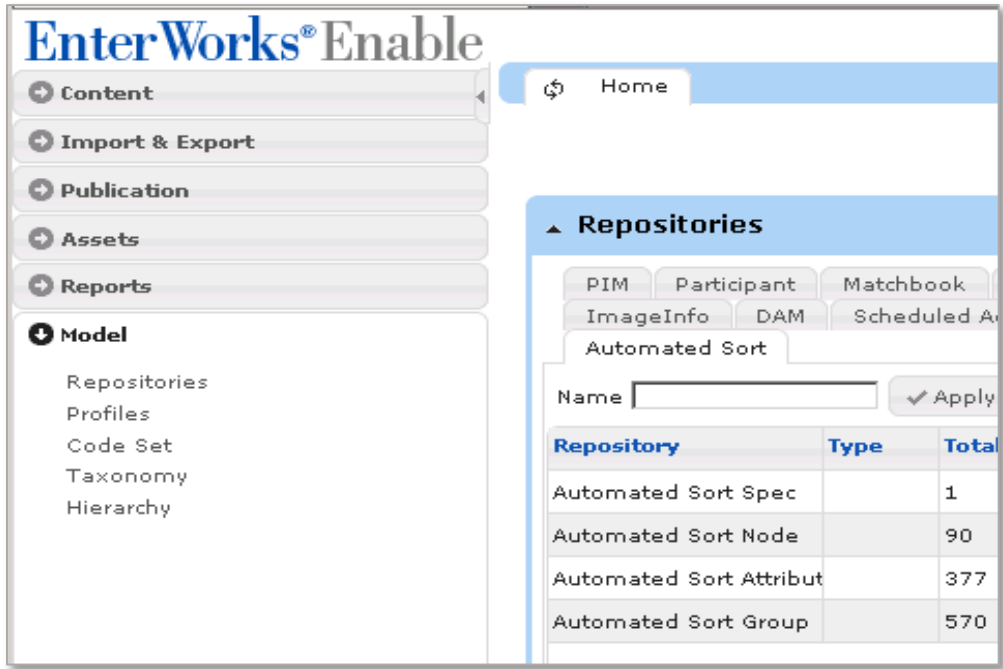 EnterWorks®Enable
Content
Import & Export
Publication
Assets
Reports
Model
Repositories
Profiles
Code Set
Taxonomy
Hierarchy
Home
Repositories
PIM Participant Matchbook
ImageInfo DAM Scheduled A
Automated Sort
Name Apply
Repository Type Total
Automated Sort Spec 1
Automated Sort Node 90
Automated Sort Attribut 377
Automated Sort Group 570